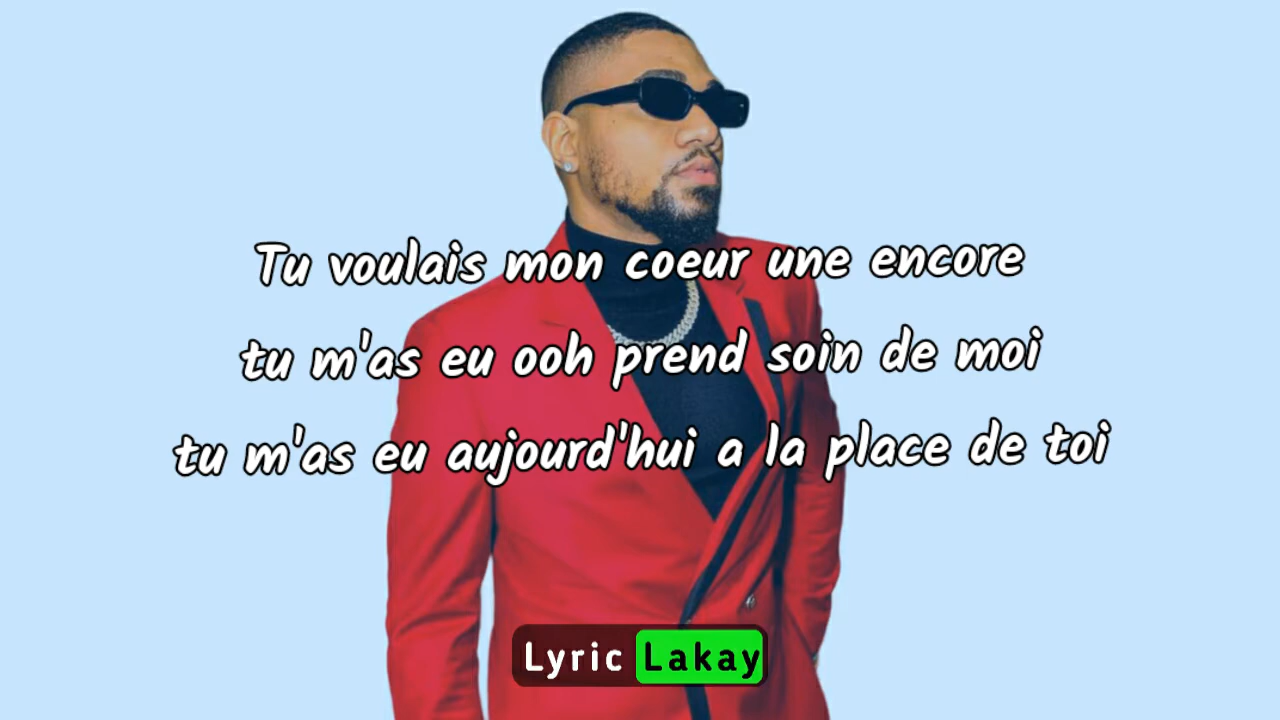 Tu voulais mon coeur une encore
tu m'as eu ooh prend soin de moi
tu m'as eu aujourd'hui a la place de toi
Lyric Lakay